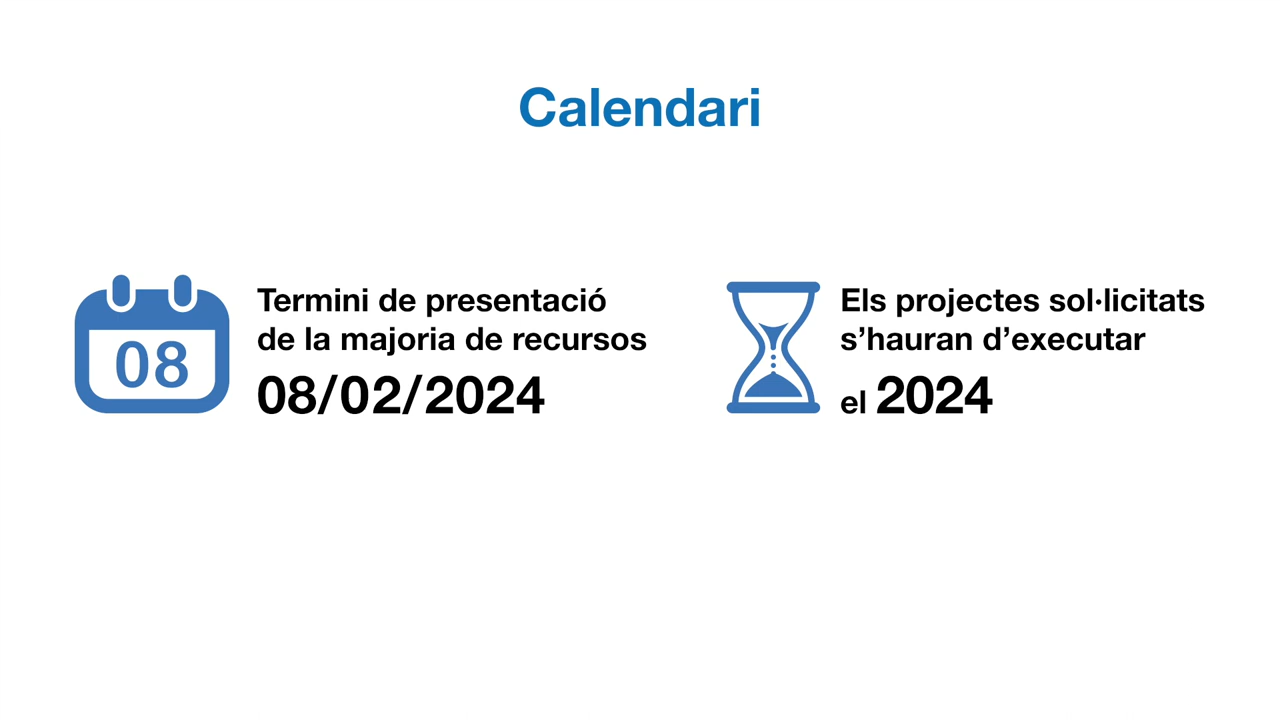 Calendari
08
Termini de presentació
de la majoria de recursos
08/02/2024
Els projectes sol·licitats
s’hauran d’executar
el 2024